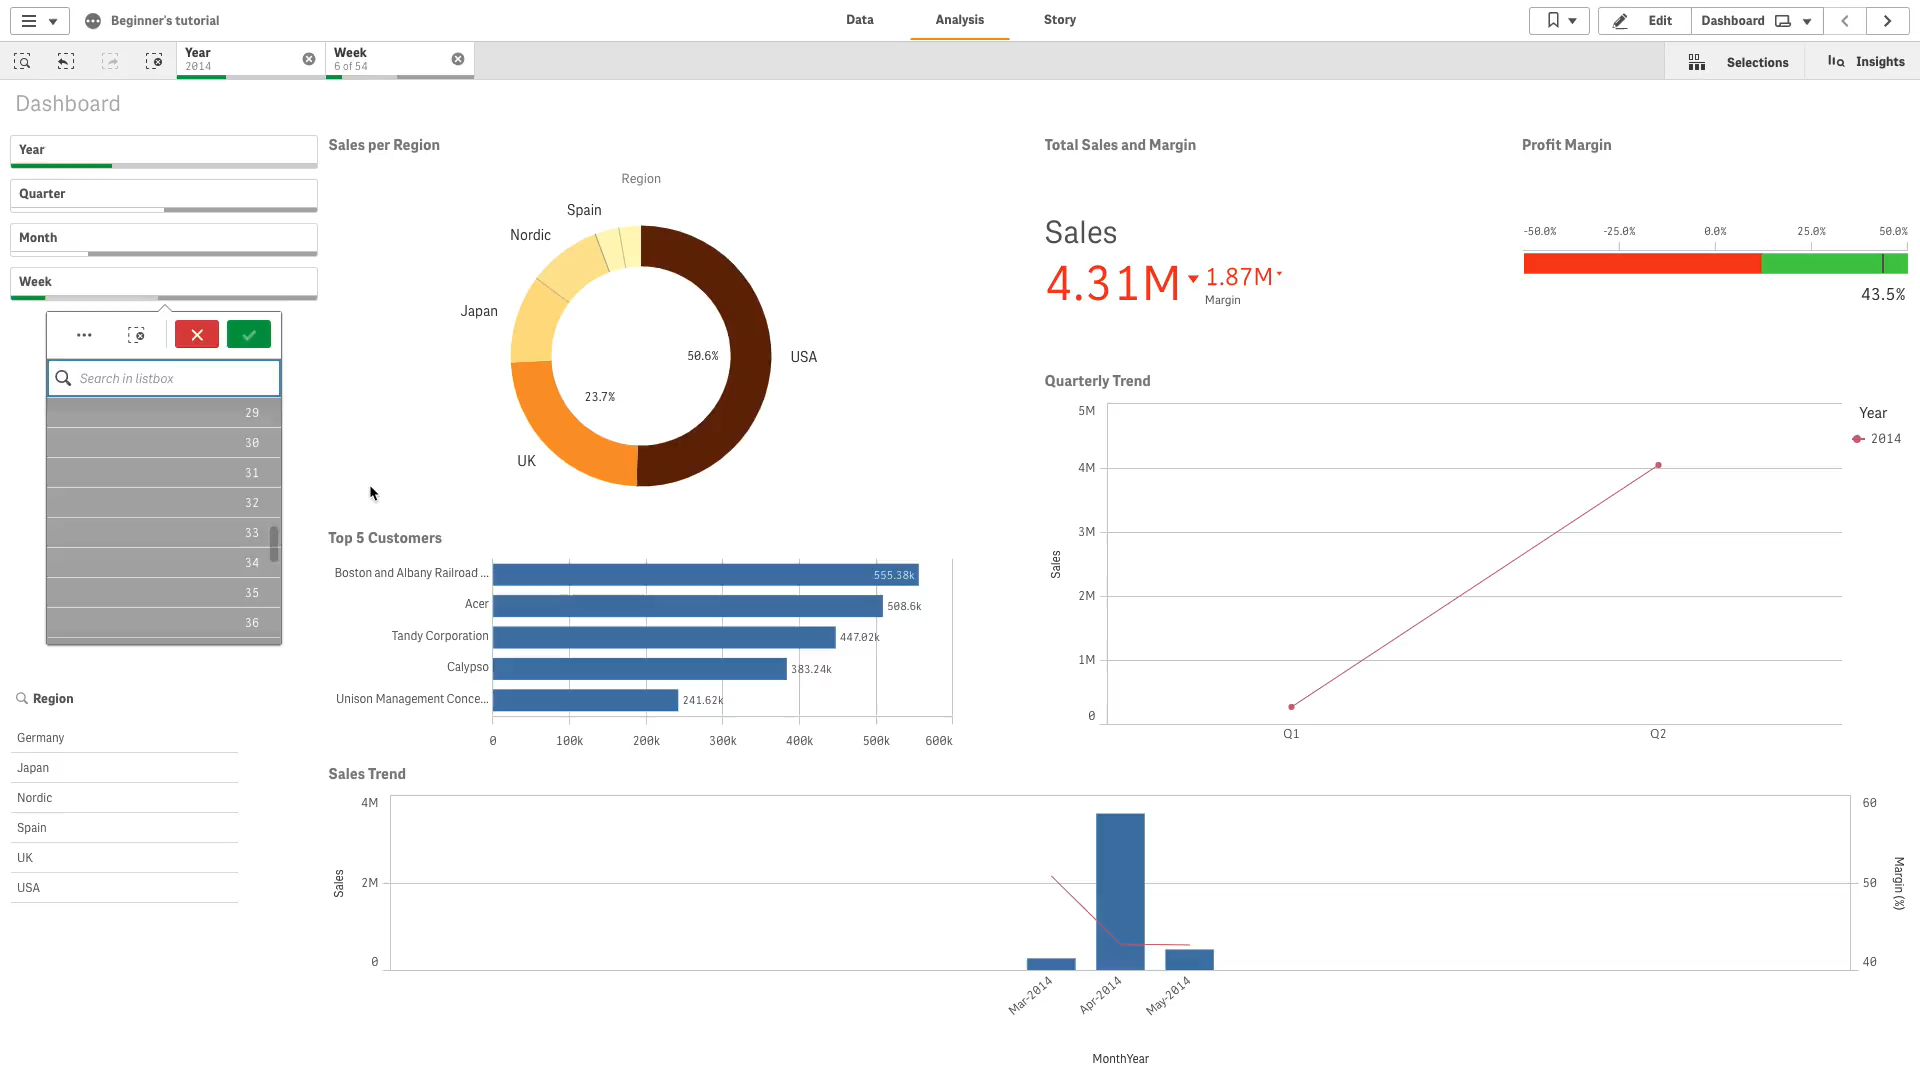 Beginner's tutorial
Data
Analysis
Story
Edit
Dashboard
Year
2014
Week
6 of 54
Selections
Insights
Dashboard
Year
Quarter
Month
Week
Search in listbox
29
30
31
32
33
34
35
36
Region
Germany
Japan
Nordic
Spain
UK
USA
Sales per Region
Region
Spain
Nordic
Japan
UK
USA
50.6%
23.7%
Top 5 Customers
Boston and Albany Railroad ...
555.38k
Acer
508.6k
Tandy Corporation
447.02k
Calypso
383.24k
Unison Management Conce...
241.62k
0 100k 200k 300k 400k 500k 600k
Total Sales and Margin
Sales
4.31M
1.87M
Margin
Profit Margin
-50.0% -25.0% 0.0% 25.0% 50.0%
43.5%
Quarterly Trend
5M
4M
3M
2M
1M
0
Sales
Q1 Q2
Year
2014
Sales Trend
4M
2M
0
Sales
60
50
40
Margin (%)
Mar-2014 Apr-2014 May-2014
MonthYear